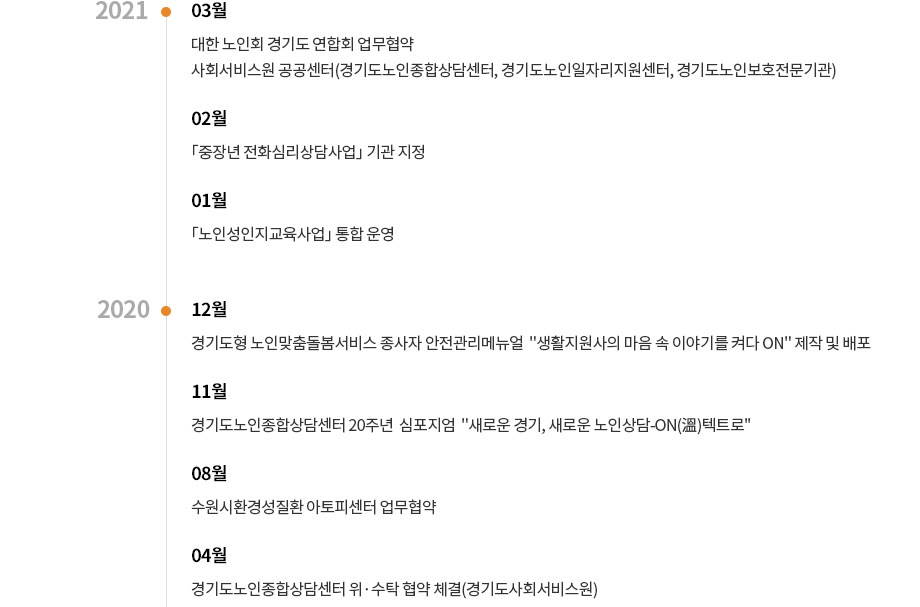 2021
03월
대한 노인회 경기도 연합회 업무협약
사회서비스원 공공센터(경기도노인종합상담센터, 경기도노인일자리지원센터, 경기도노인보호전문기관)
02월
「중장년 전화심리상담사업」 기관 지정
01월
「노인성인지교육사업」 통합 운영
2020
12월
경기도형 노인맞춤돌봄서비스 종사자 안전관리메뉴얼 "생활지원사의 마음 속 이야기를 켜다 ON" 제작 및 배포
11월
경기도노인종합상담센터 20주년 심포지엄 "새로운 경기, 새로운 노인상담-ON(溫)텍트로"
08월
수원시환경성질환 아토피센터 업무협약
04월
경기도노인종합상담센터 위·수탁 협약 체결(경기도사회서비스원)